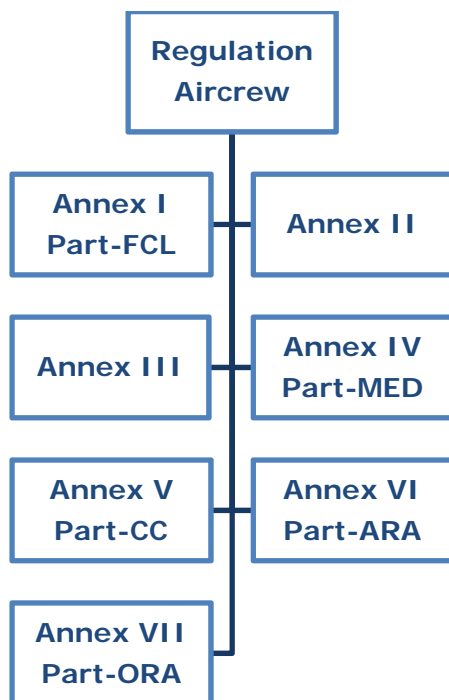 Regulation
Aircrew
Annex I
Part-FCL
Annex II
Annex III
Annex IV
Part-MED
Annex V
Part-CC
Annex VI
Part-ARA
Annex VII
Part-ORA